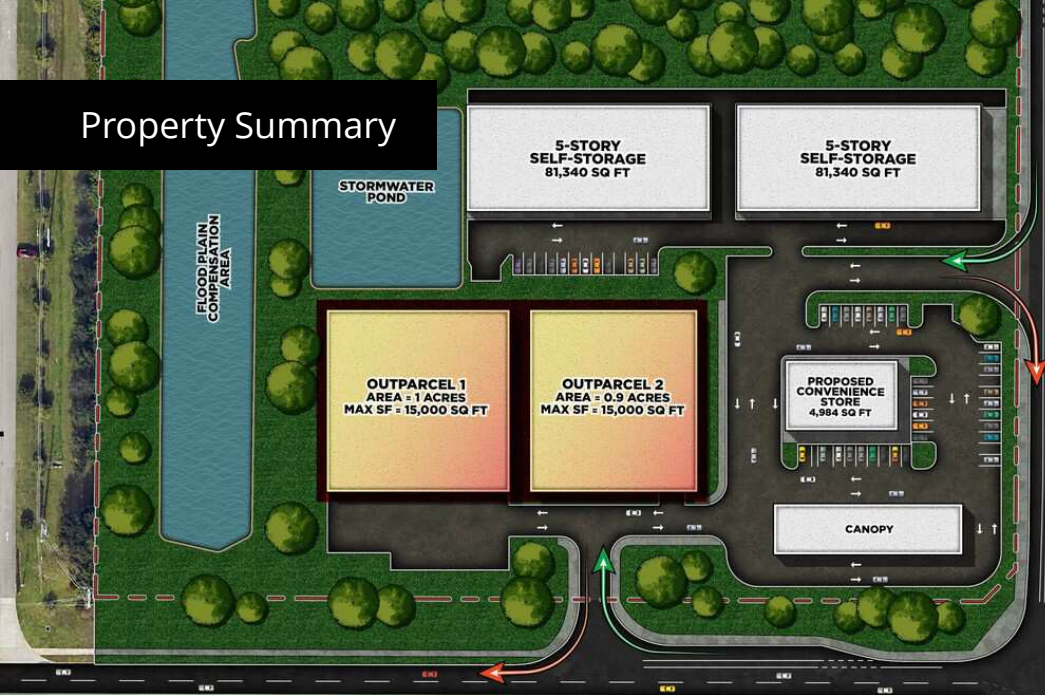 Property Summary
5-STORY
SELF-STORAGE
81,340 SQ FT
5-STORY
SELF-STORAGE
81,340 SQ FT
STORMWATER
POND
FLOOD PLAIN
COMPENSATION
AREA
OUTPARCEL 1
AREA = 1 ACRES
MAX SF = 15,000 SQ FT
OUTPARCEL 2
AREA = 0.9 ACRES
MAX SF = 15,000 SQ FT
PROPOSED
CONVENIENCE
STORE
4,984 SQ FT
CANOPY